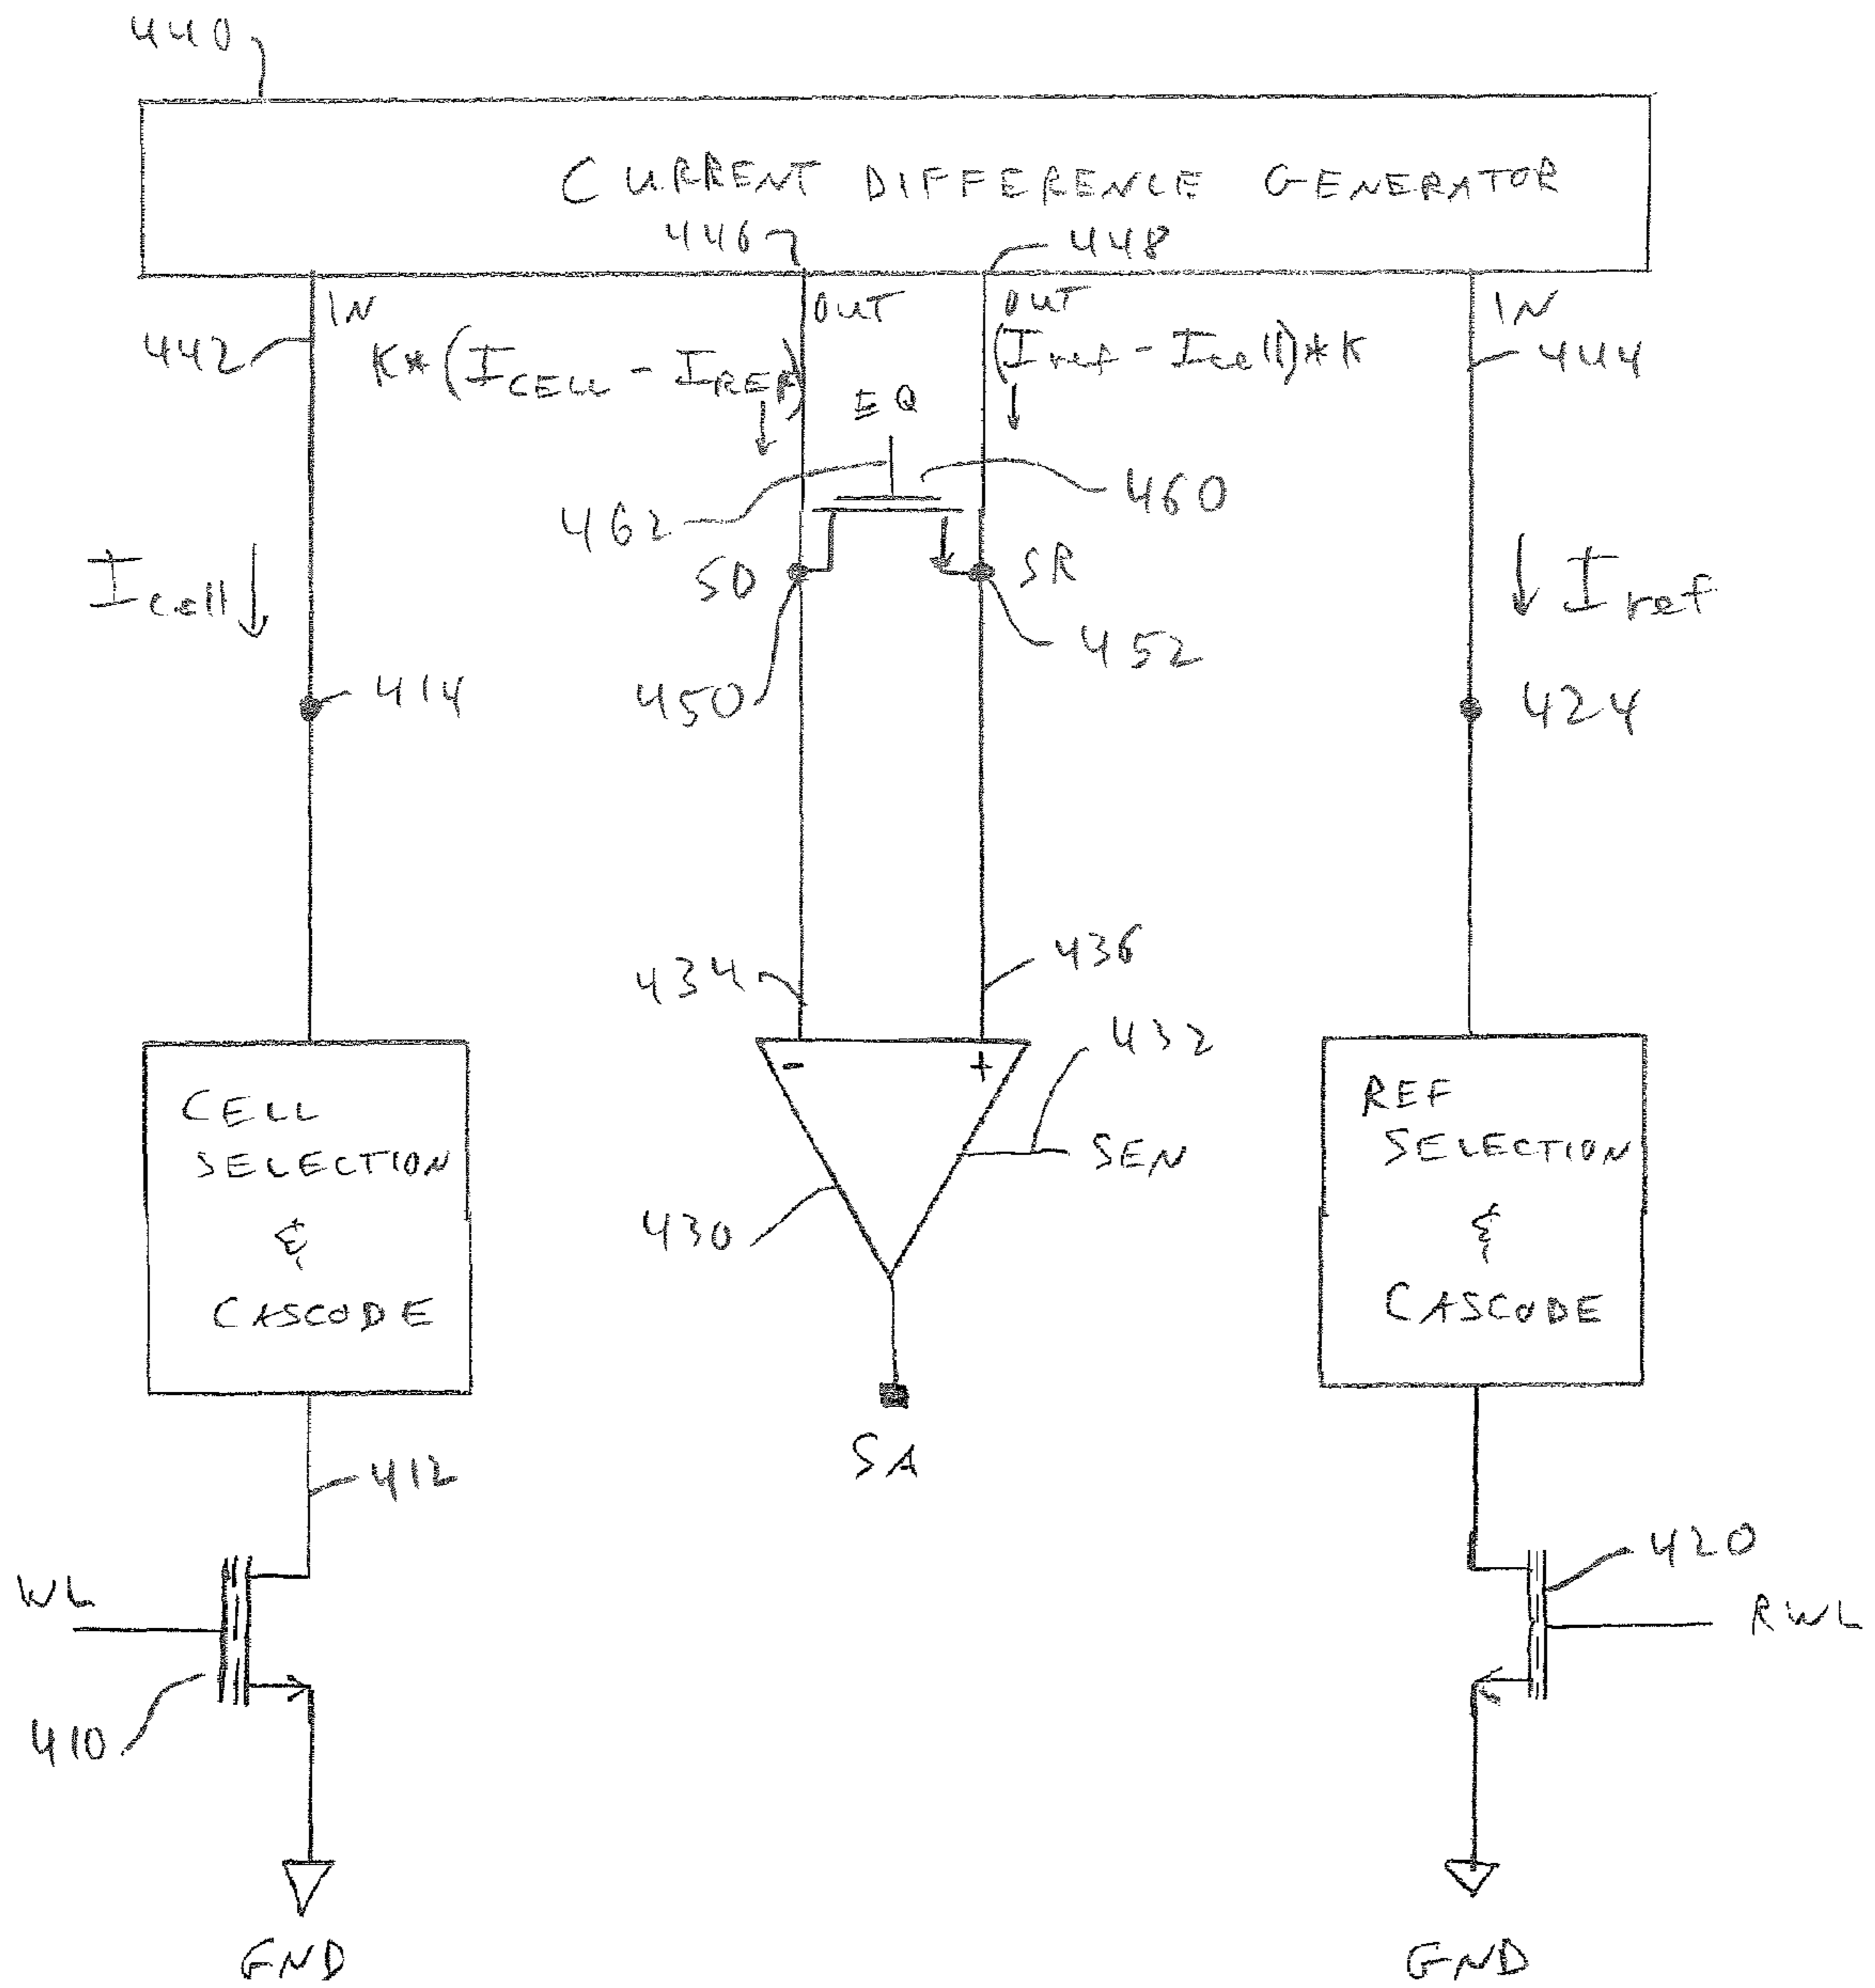 440
CURRENT DIFFERENCE GENERATOR
446
448
IN
OUT
OUT
IN
442
K*(ICELL - IREF)
(Iref - Icell)*K
444
EQ
460
462
SD
SR
Icell
Iref
452
450
414
424
434
436
432
- +
CELL
SELECTION
&
CASCODE
SEN
430
REF
SELECTION
&
CASCODE
SA
412
WL
420
RWL
410
GND
GND